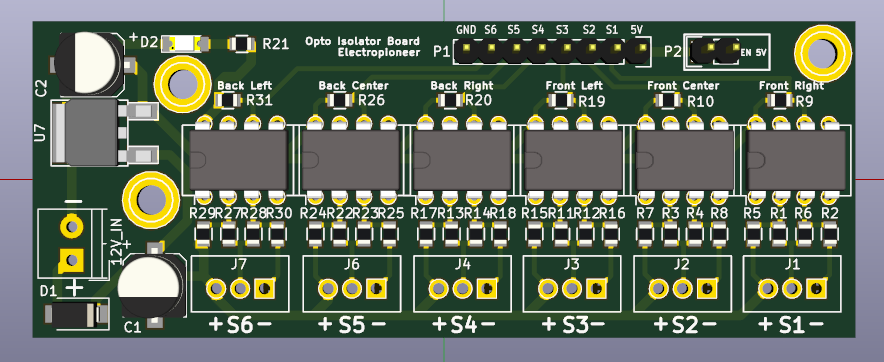 GND S6 S5 S4 S3 S2 S1 5V
+ D2 R21 Opto Isolator Board P1 P2 EN 5V
Electropioneer
C2 Back Left Back Center Back Right Front Left Front Center Front Right
R31 R26 R20 R19 R10 R9
U7
R29 R27 R28 R30 R24 R22 R23 R25 R17 R13 R14 R18 R15 R11 R12 R16 R7 R3 R4 R8 R5 R1 R6 R2
− 12V_IN +
J7 J6 J4 J3 J2 J1
D1 +
C1 +S6− +S5− +S4− +S3− +S2− +S1−